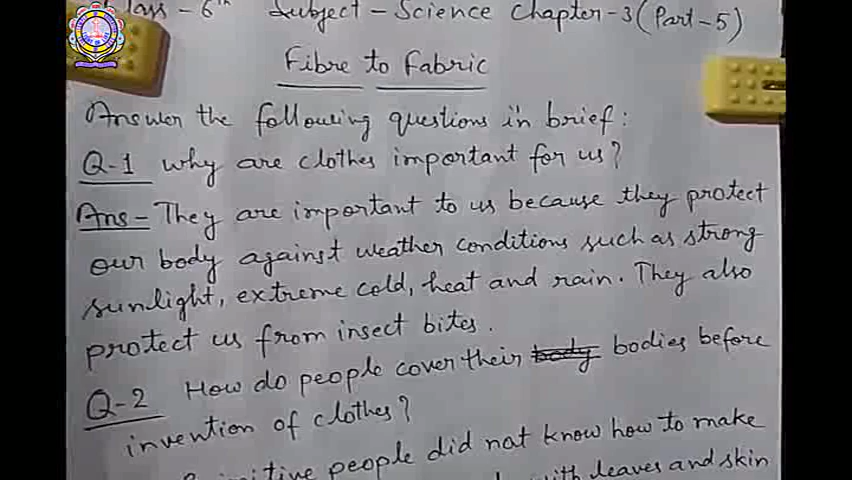 Class - 6th Subject - Science Chapter-3 (Part-5)
Fibre to Fabric
Answer the following questions in brief:
Q-1 Why are clothes important for us?
Ans- They are important to us because they protect
our body against weather conditions such as strong
sunlight, extreme cold, heat and rain. They also
protect us from insect bites.
Q-2 How do people cover their body bodies before
invention of clothes?
Primitive people did not know how to make
with leaves and skin